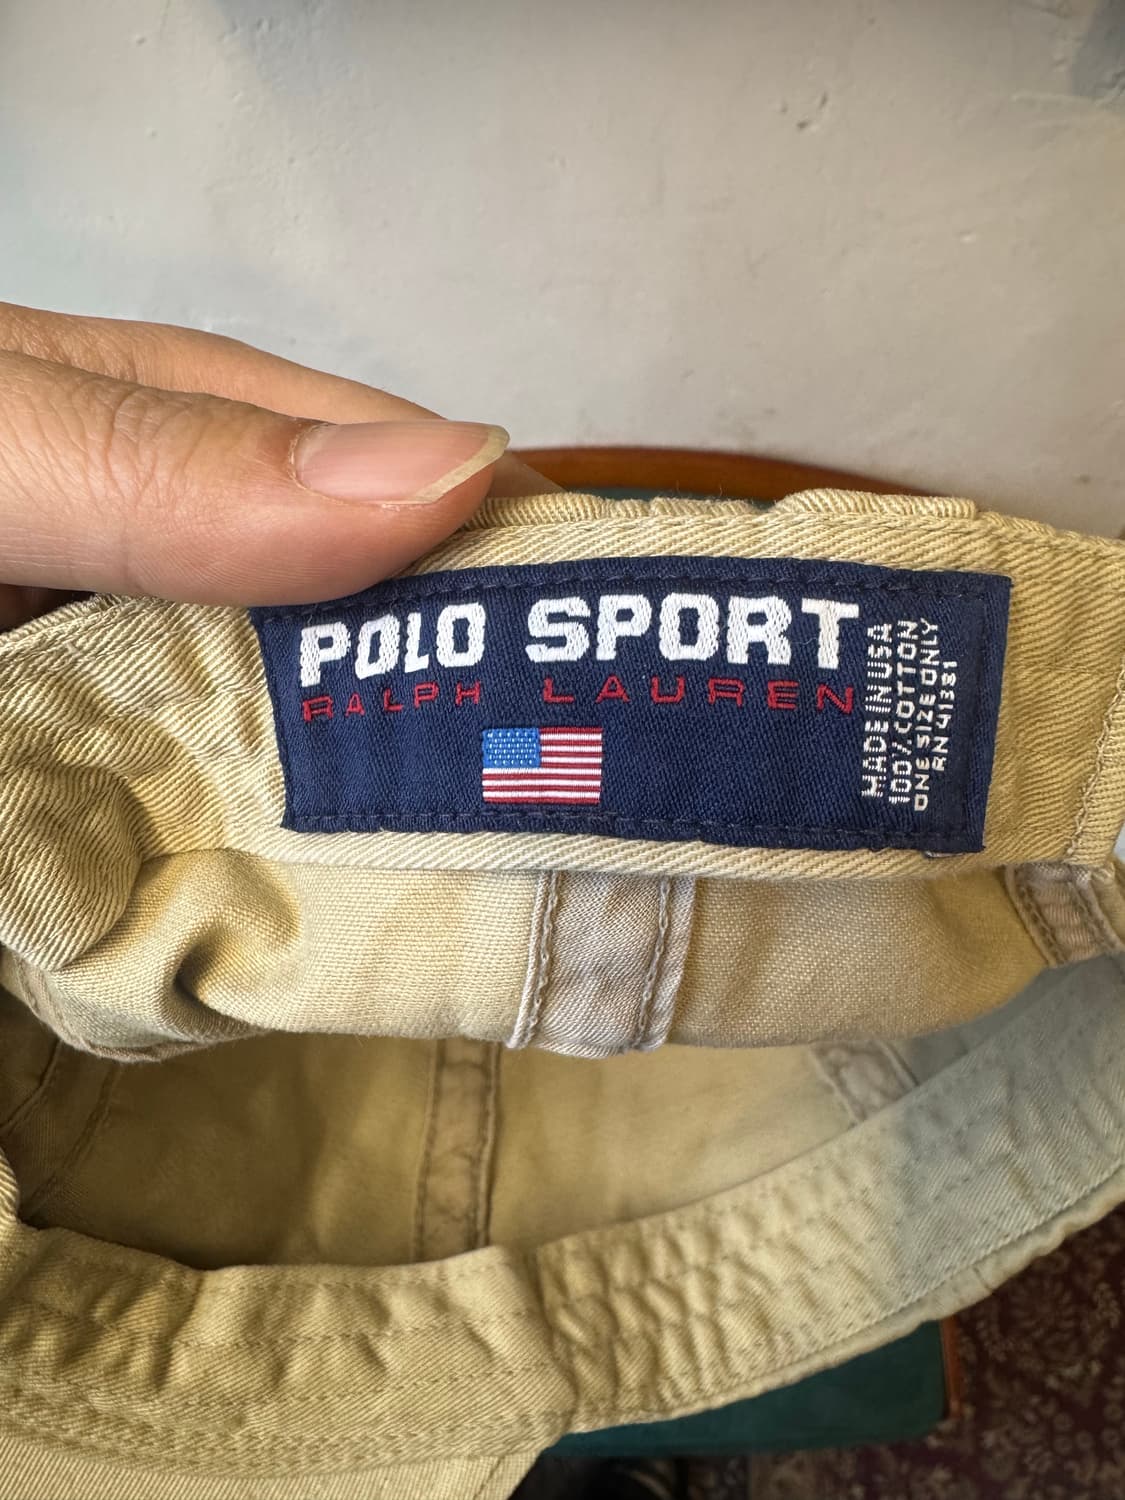 POLO SPORT
RALPH LAUREN
MADE IN USA
100% COTTON
ONE SIZE ONLY
RN 41381